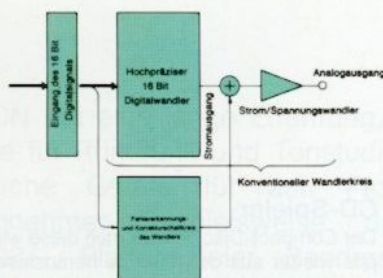 Eingang des 16 Bit
Digitalsignals
Hochpräziser
16 Bit
Digitalwandler
Stromausgang
Analogausgang
Strom/Spannungswandler
Konventioneller Wandlerkreis
Fehlererkennungs-
und Korrekturschaltkreis
des Wandlers